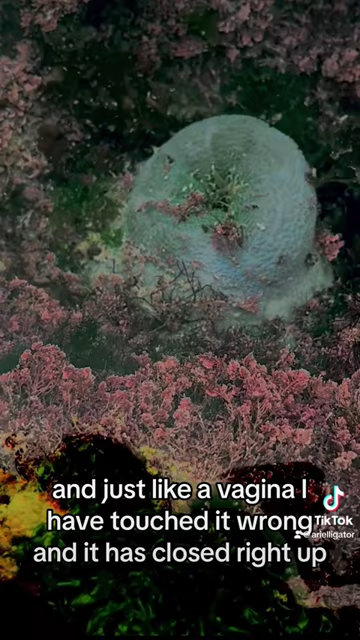 and just like a vagina I
have touched it wrong
and it has closed right up
TikTok
@arielligator